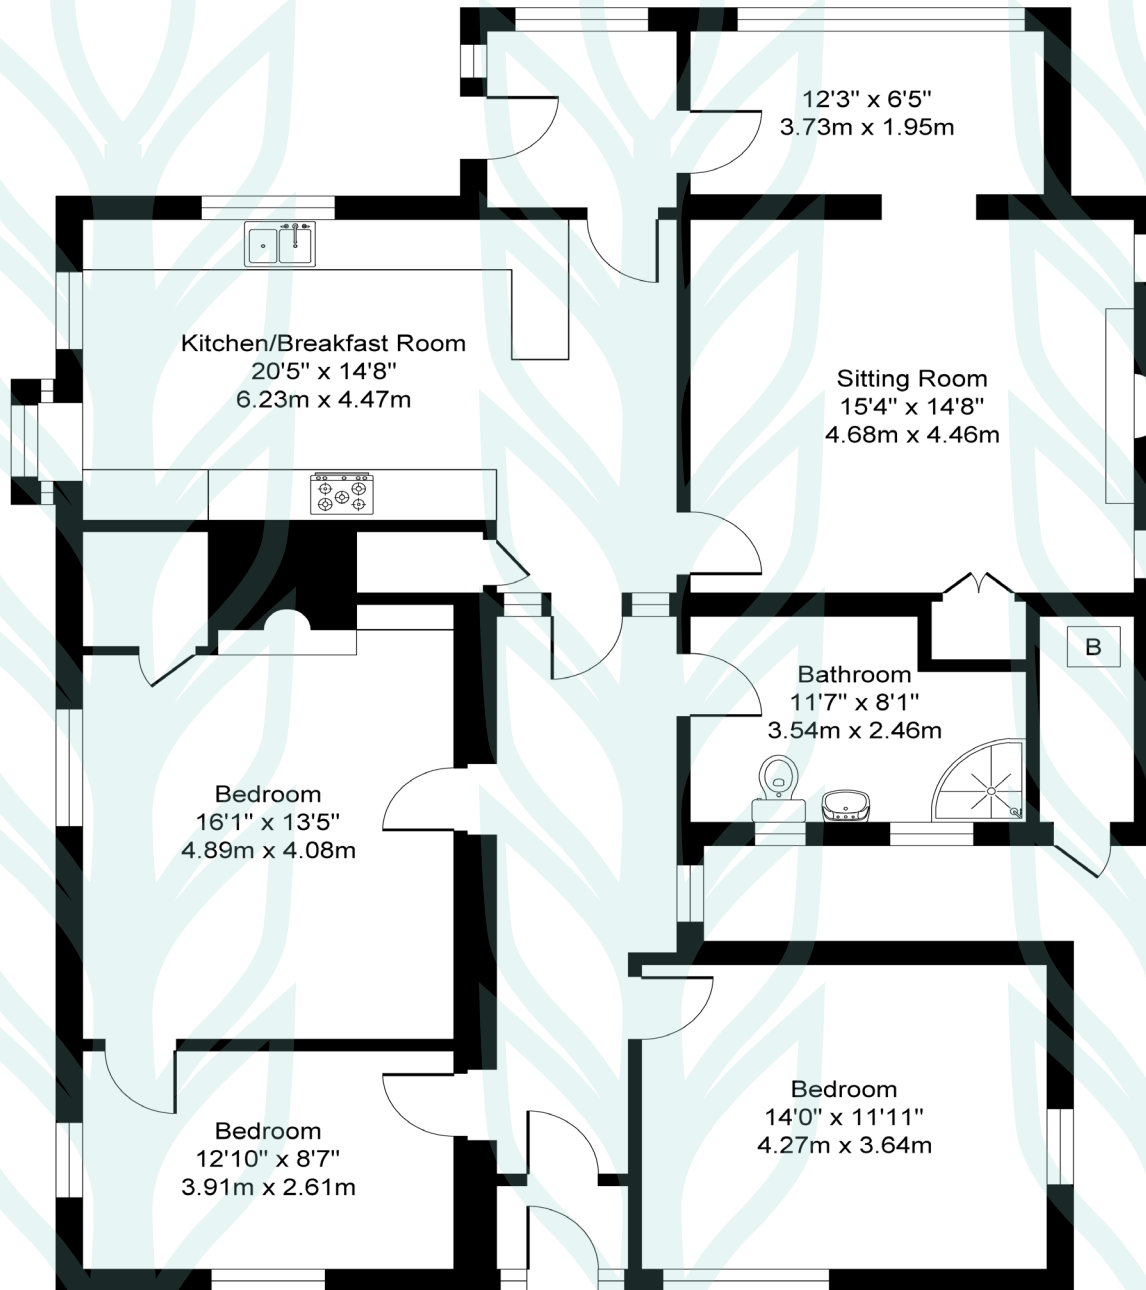 12'3" x 6'5"
3.73m x 1.95m
Kitchen/Breakfast Room
20'5" x 14'8"
6.23m x 4.47m
Sitting Room
15'4" x 14'8"
4.68m x 4.46m
B
Bathroom
11'7" x 8'1"
3.54m x 2.46m
Bedroom
16'1" x 13'5"
4.89m x 4.08m
Bedroom
14'0" x 11'11"
4.27m x 3.64m
Bedroom
12'10" x 8'7"
3.91m x 2.61m